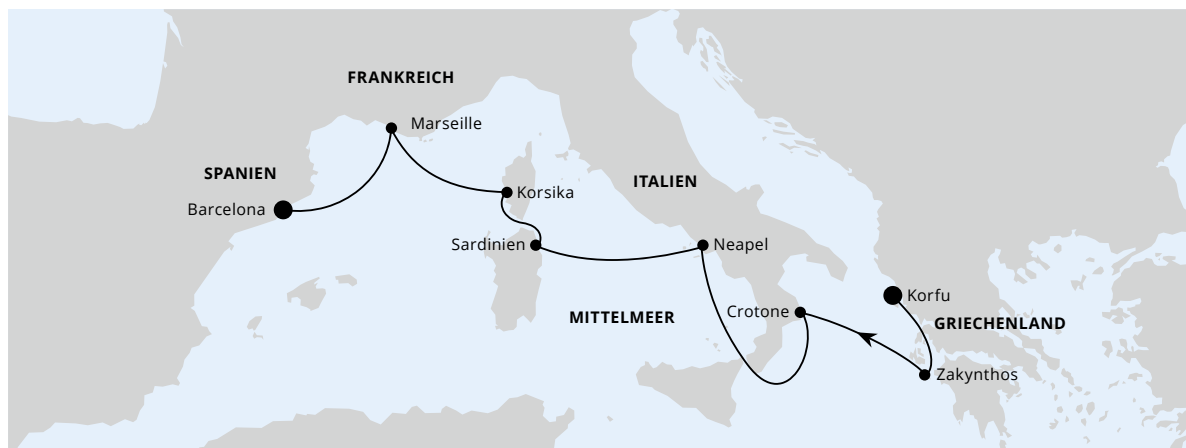 FRANKREICH
Marseille
SPANIEN
Barcelona
Korsika
ITALIEN
Sardinien
Neapel
MITTELMEER
Crotone
Korfu
GRIECHENLAND
Zakynthos